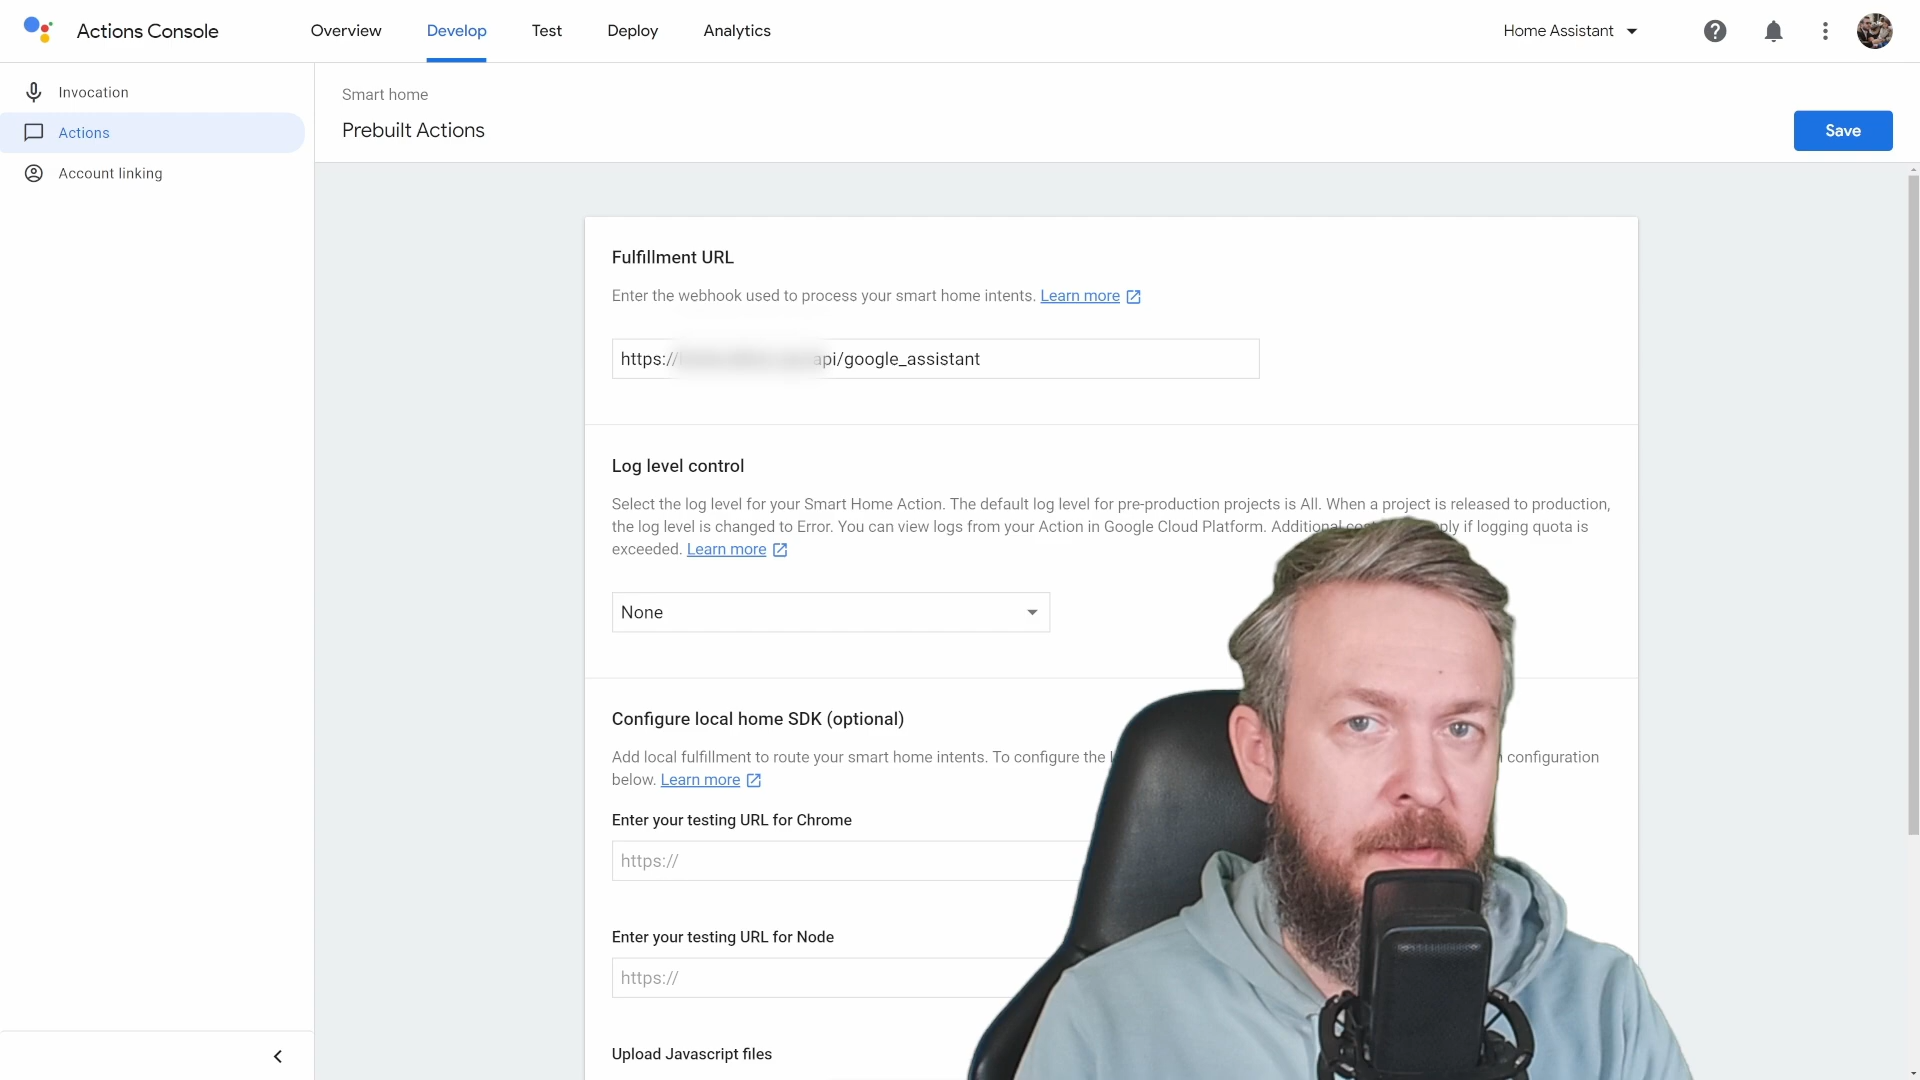 Actions Console
Overview
Develop
Test
Deploy
Analytics
Home Assistant
Invocation
Actions
Account linking
Smart home
Prebuilt Actions
Save
Fulfillment URL
Enter the webhook used to process your smart home intents. Learn more
https:// api/google_assistant
Log level control
Select the log level for your Smart Home Action. The default log level for pre-production projects is All. When a project is released to production,
the log level is changed to Error. You can view logs from your Action in Google Cloud Platform. Additional if logging quota is
exceeded. Learn more
None
Configure local home SDK (optional)
Add local fulfillment to route your smart home intents. To configure the configuration
below. Learn more
Enter your testing URL for Chrome
https://
Enter your testing URL for Node
https://
Upload Javascript files